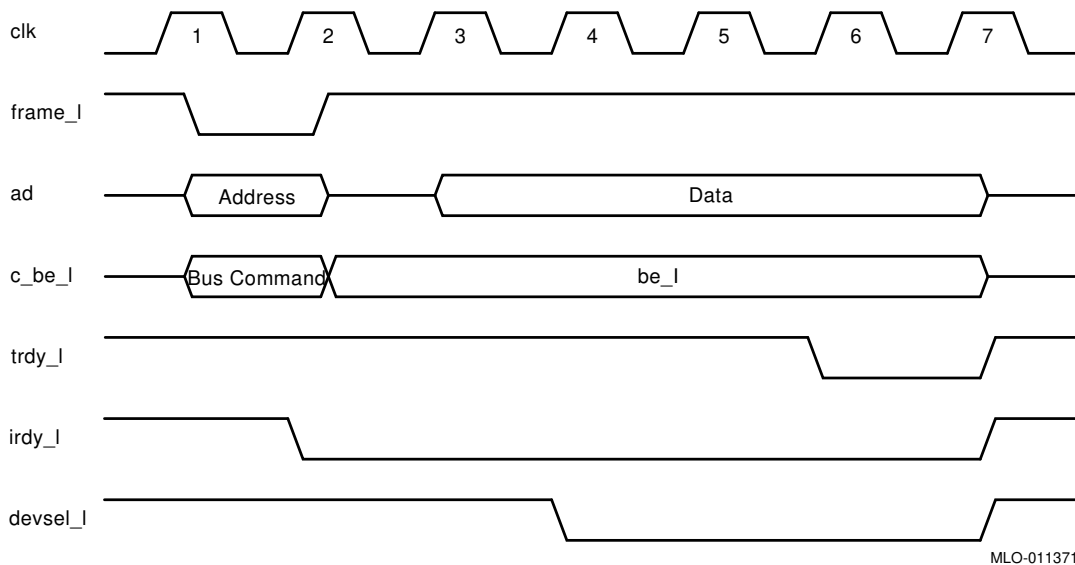 clk 1 2 3 4 5 6 7
frame_l
ad Address Data
c_be_l Bus Command be_l
trdy_l
irdy_l
devsel_l
MLO-011371